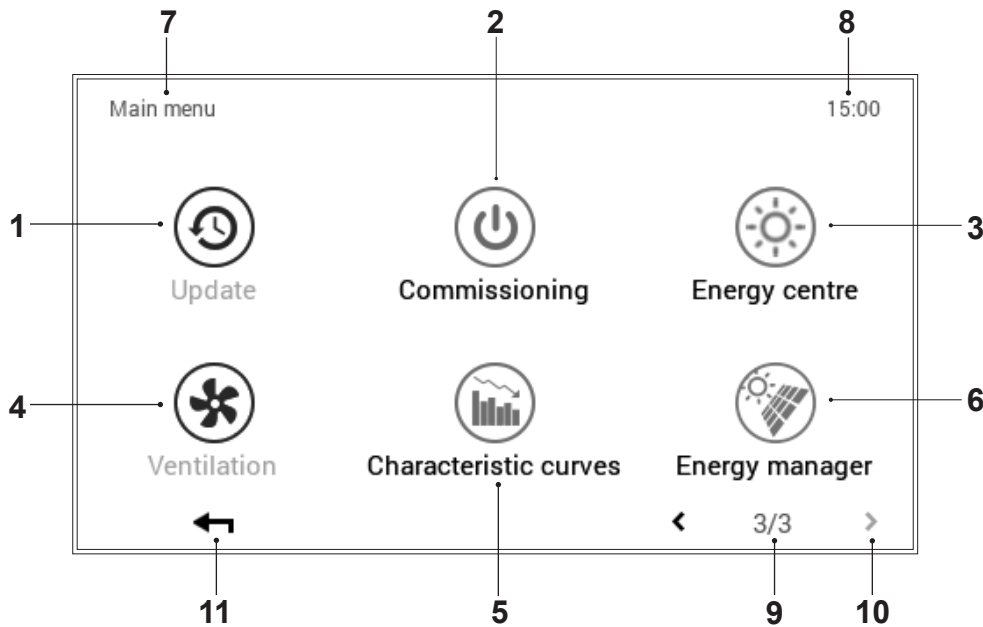 7 2 8
Main menu 15:00
1 3
Update Commissioning Energy centre
4 6
Ventilation Characteristic curves Energy manager
< 3/3 >
11 5 9 10